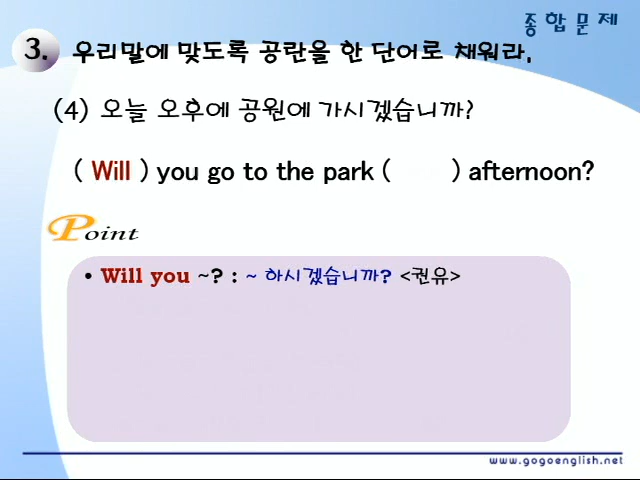 종합문제
3. 우리말에 맞도록 공란을 한 단어로 채워라.
(4) 오늘 오후에 공원에 가시겠습니까?
( Will ) you go to the park (      ) afternoon?
Point
• Will you ~? : ~ 하시겠습니까? <권유>
www.gogoenglish.net